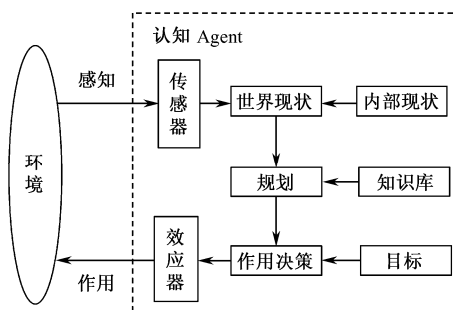 认知 Agent
感知
传感器
世界现状
内部现状
环境
规划
知识库
效应器
作用决策
目标
作用